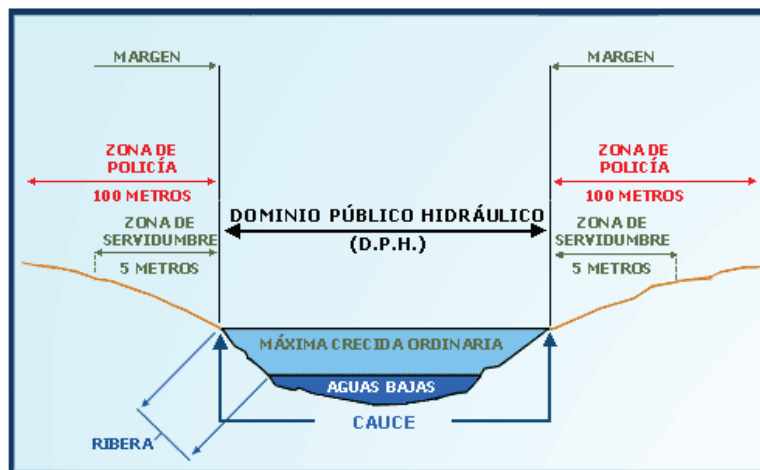 MARGEN
MARGEN
ZONA DE
POLICÍA
100 METROS
ZONA DE
POLICÍA
100 METROS
DOMINIO PÚBLICO HIDRÁULICO
(D.P.H.)
ZONA DE
SERVIDUMBRE
5 METROS
ZONA DE
SERVIDUMBRE
5 METROS
MÁXIMA CRECIDA ORDINARIA
AGUAS BAJAS
CAUCE
RIBERA